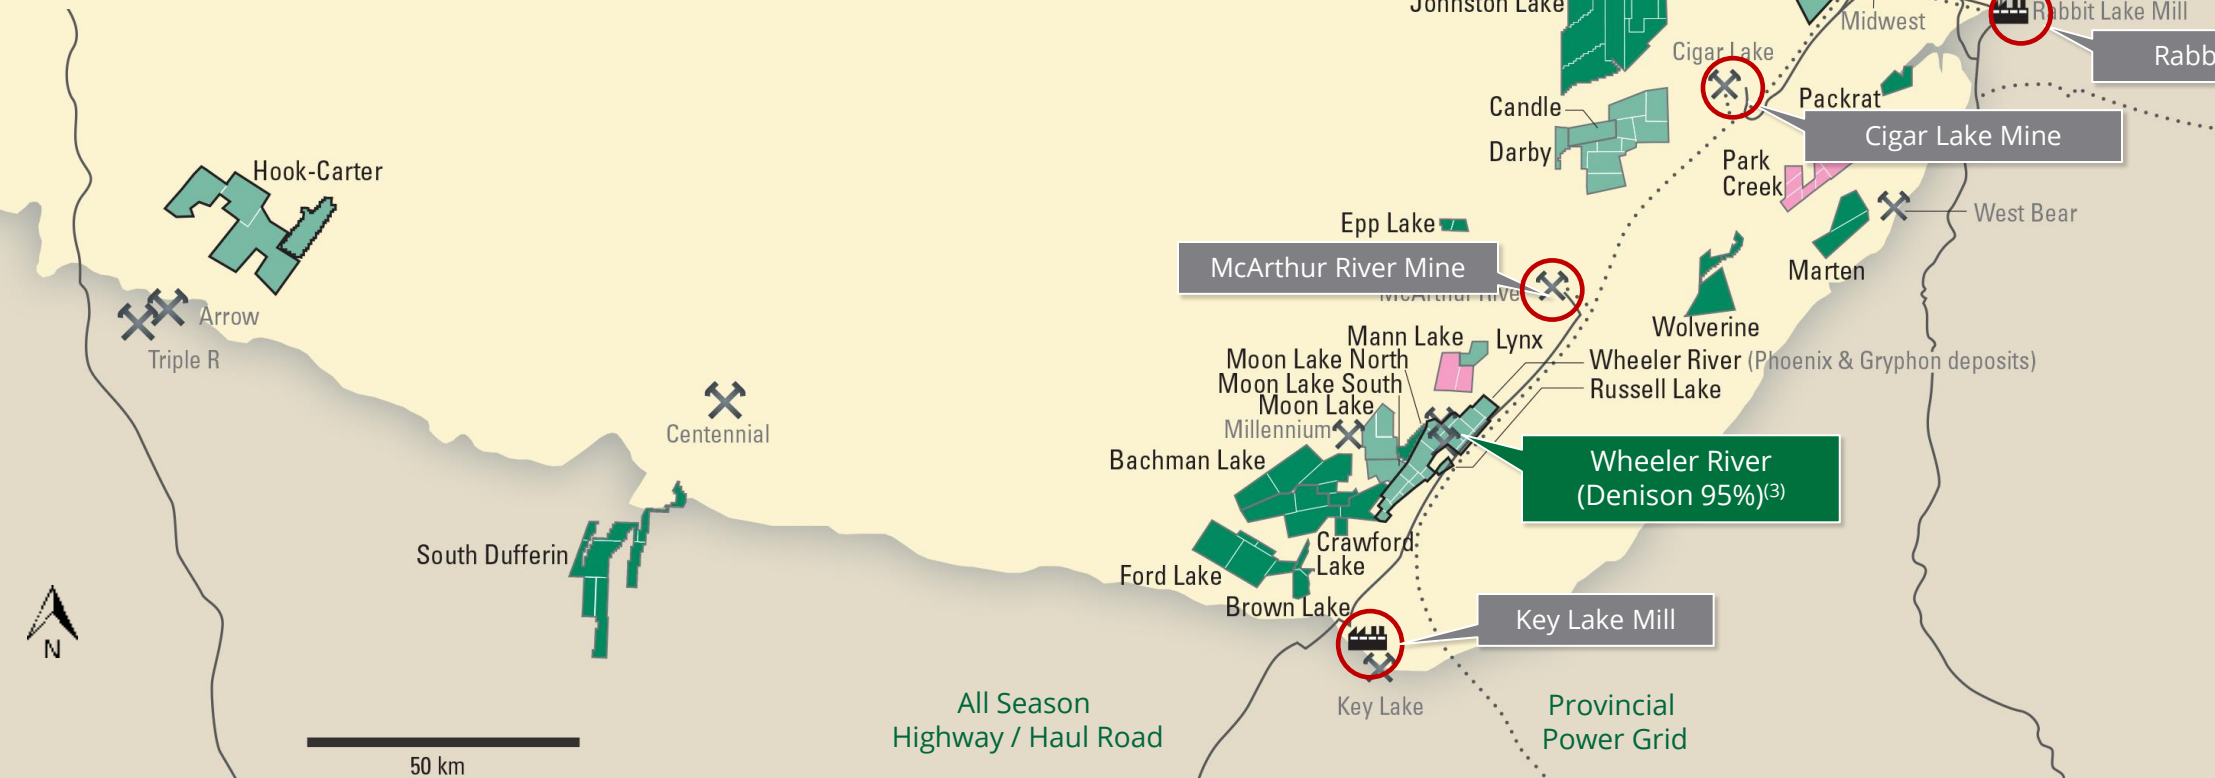 Johnston Lake
Midwest
Rabbit Lake Mill
Cigar Lake
Candle
Packrat
Cigar Lake Mine
Darby
Park
Creek
Hook-Carter
West Bear
Epp Lake
McArthur River Mine
Marten
Arrow
Wolverine
Triple R
Mann Lake
Lynx
Moon Lake North
Wheeler River (Phoenix & Gryphon deposits)
Moon Lake South
Russell Lake
Moon Lake
Millennium
Centennial
Bachman Lake
Wheeler River
(Denison 95%)(3)
South Dufferin
Crawford
Lake
Ford Lake
Brown Lake
Key Lake Mill
N
Key Lake
All Season
Highway / Haul Road
Provincial
Power Grid
50 km